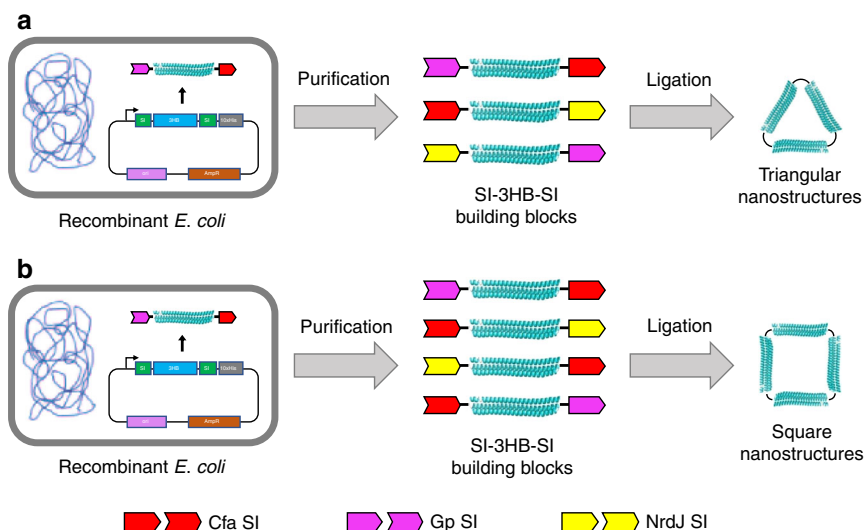 a
Purification
Ligation
SI
3HB
SI
10xHis
ori
AmpR
Recombinant E. coli
SI-3HB-SI
building blocks
Triangular
nanostructures
b
Purification
Ligation
SI
3HB
SI
10xHis
ori
AmpR
Recombinant E. coli
SI-3HB-SI
building blocks
Square
nanostructures
Cfa SI
Gp SI
NrdJ SI